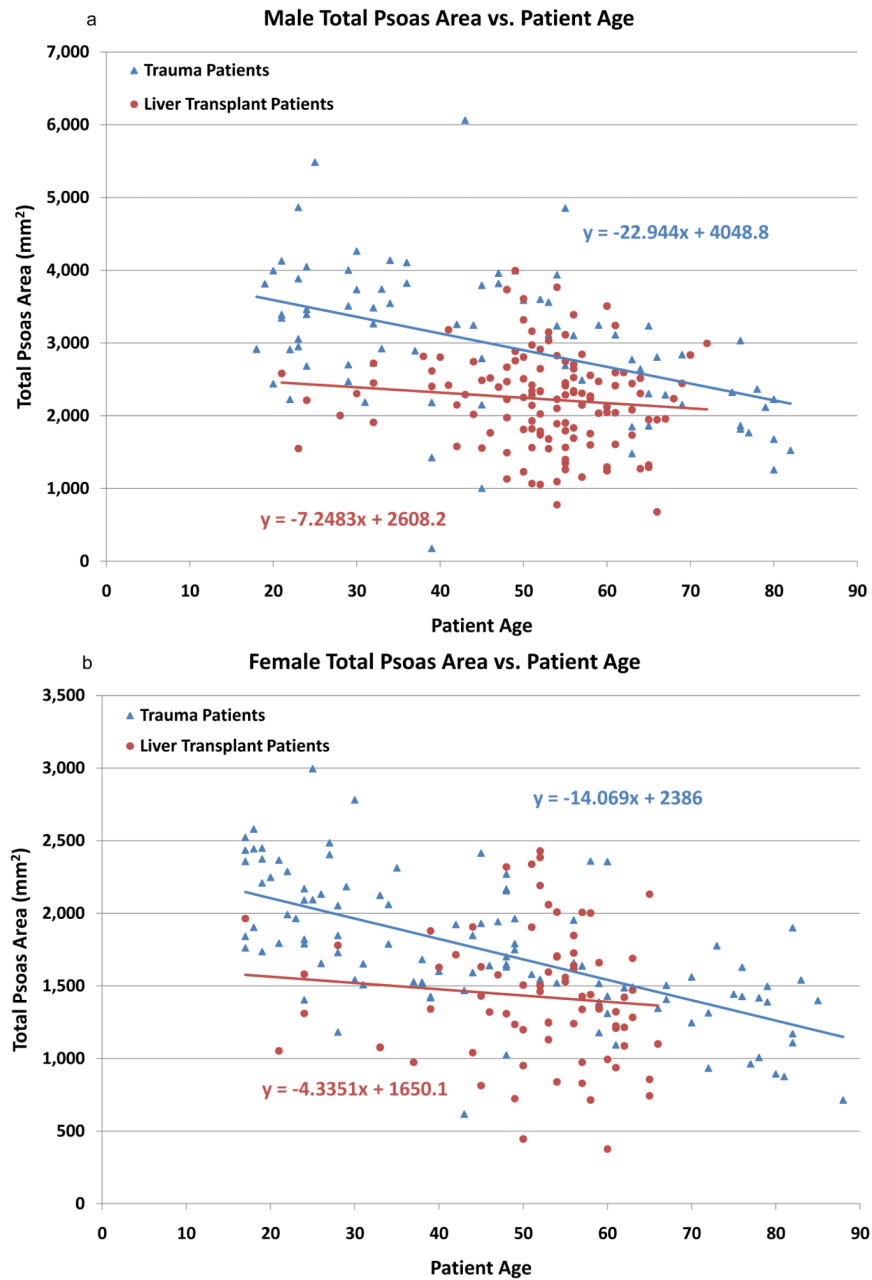 a
Male Total Psoas Area vs. Patient Age
7,000
Trauma Patients
Liver Transplant Patients
6,000
5,000
y = -22.944x + 4048.8
4,000
Total Psoas Area (mm²)
3,000
2,000
1,000
y = -7.2483x + 2608.2
0
0 10 20 30 40 50 60 70 80 90
Patient Age
b
Female Total Psoas Area vs. Patient Age
3,500
Trauma Patients
Liver Transplant Patients
3,000
y = -14.069x + 2386
2,500
2,000
Total Psoas Area (mm²)
1,500
1,000
y = -4.3351x + 1650.1
500
0
0 10 20 30 40 50 60 70 80 90
Patient Age